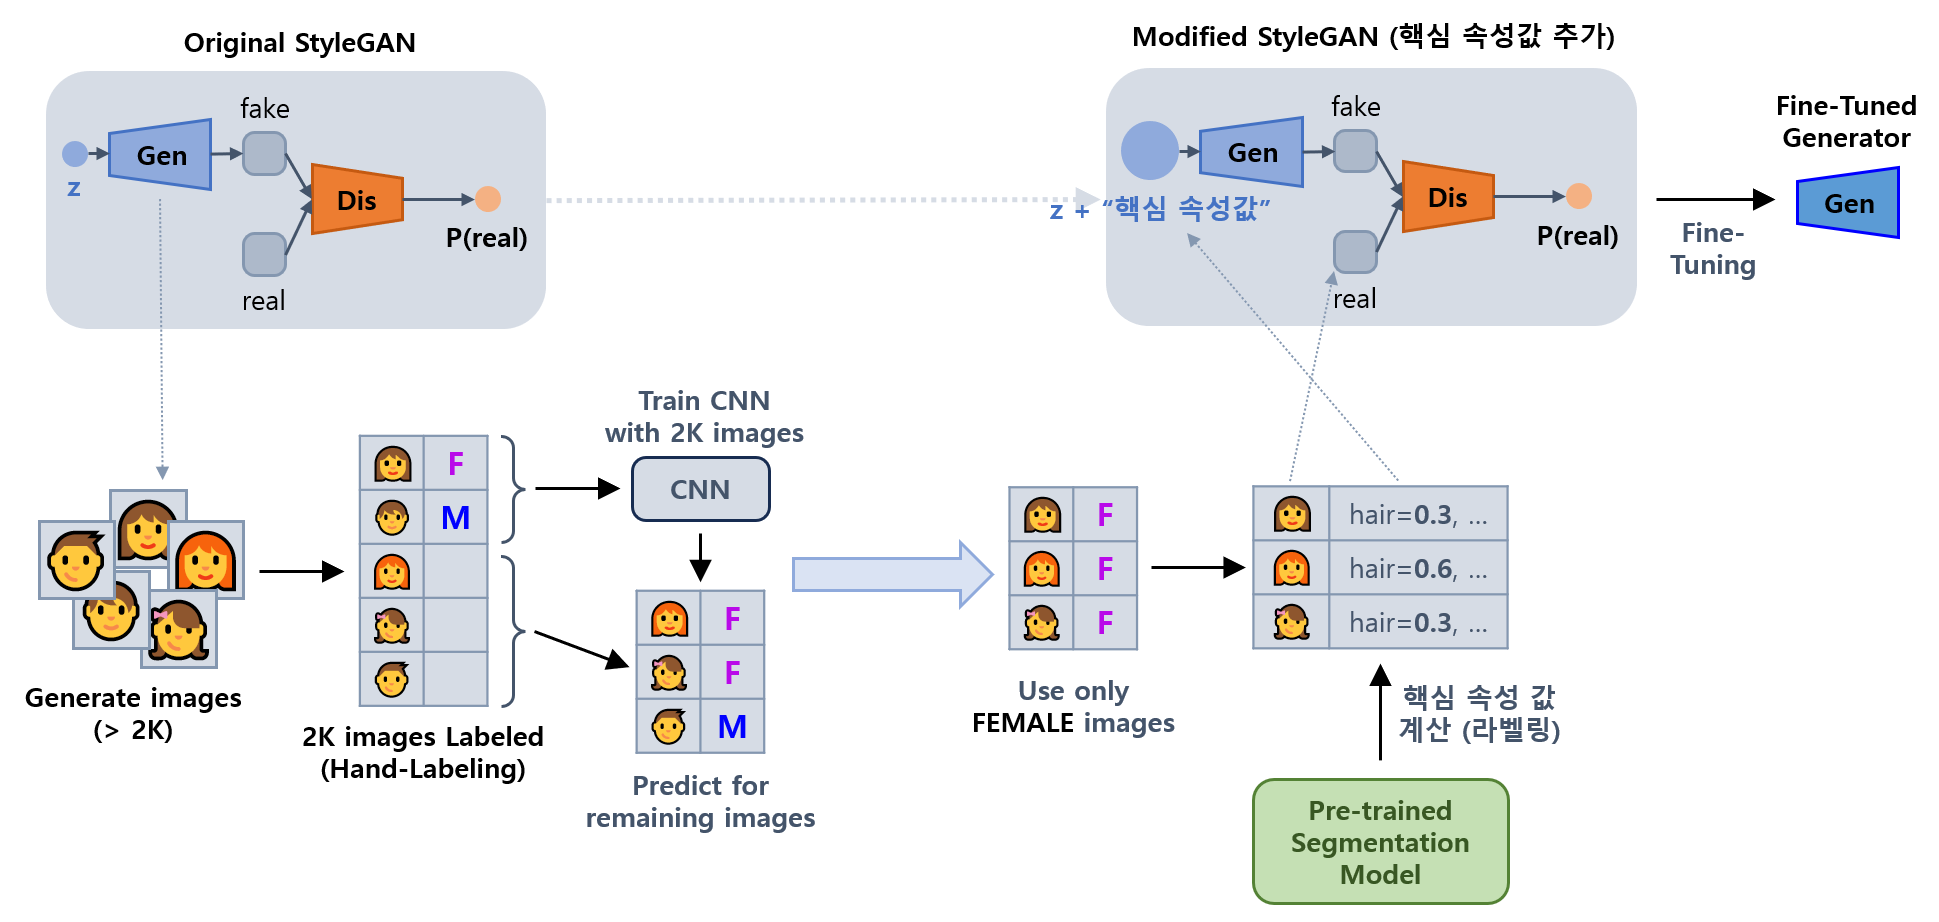 Original StyleGAN
fake
Gen
z
Dis
P(real)
real
Modified StyleGAN (핵심 속성값 추가)
fake
Gen
z + “핵심 속성값”
Dis
P(real)
real
Fine-
Tuning
Fine-Tuned
Generator
Gen
Generate images
(> 2K)
F
M
2K images Labeled
(Hand-Labeling)
Train CNN
with 2K images
CNN
F
F
M
Predict for
remaining images
F
F
F
Use only
FEMALE images
hair=0.3, ...
hair=0.6, ...
hair=0.3, ...
핵심 속성 값
계산 (라벨링)
Pre-trained
Segmentation
Model